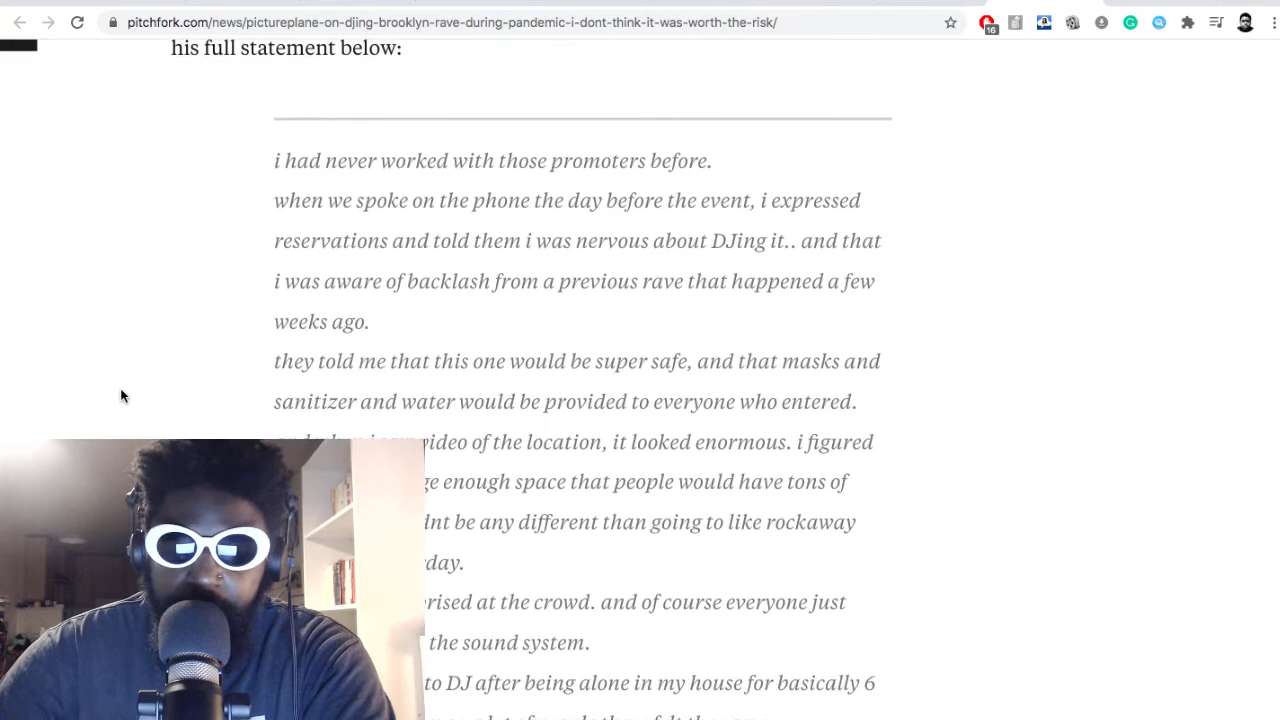 pitchfork.com/news/pictureplane-on-djing-brooklyn-rave-during-pandemic-i-dont-think-it-was-worth-the-risk/
16
his full statement below:
i had never worked with those promoters before.
when we spoke on the phone the day before the event, i expressed
reservations and told them i was nervous about DJing it.. and that
i was aware of backlash from a previous rave that happened a few
weeks ago.
they told me that this one would be super safe, and that masks and
sanitizer and water would be provided to everyone who entered.
video of the location, it looked enormous. i figured
enough space that people would have tons of
be any different than going to like rockaway
at the crowd. and of course everyone just
the sound system.
to DJ after being alone in my house for basically 6